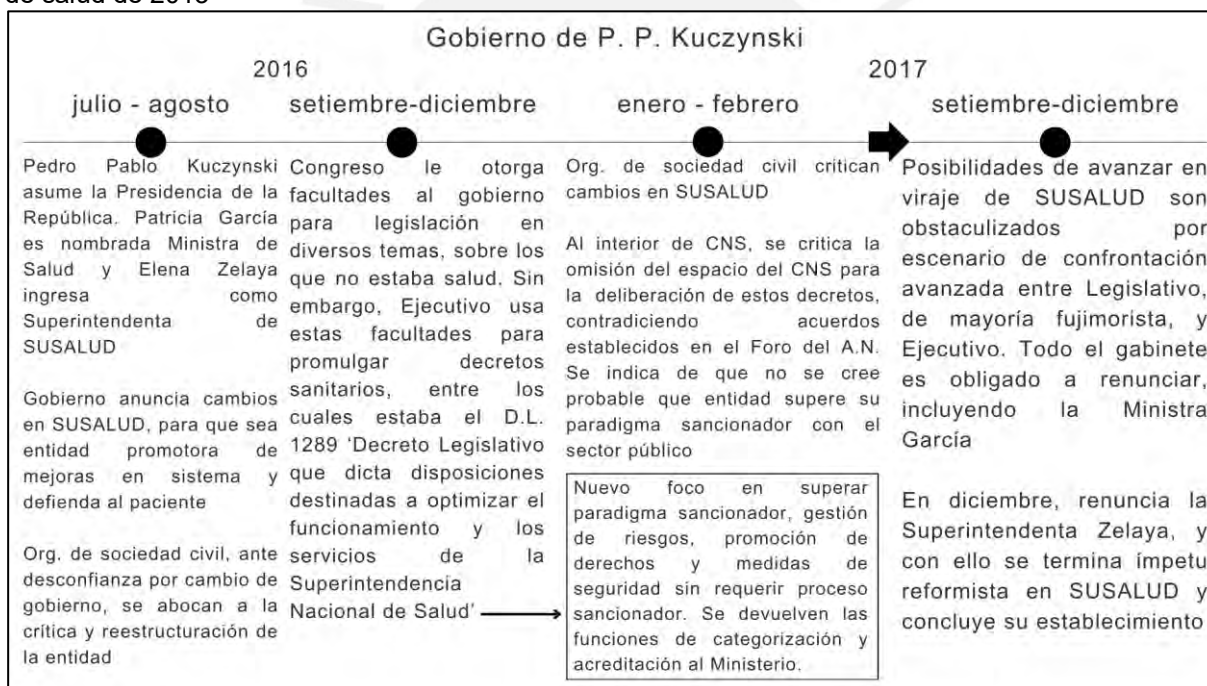 de salud de 2013
Gobierno de P. P. Kuczynski
2016
2017
julio - agosto
setiembre-diciembre
enero - febrero
setiembre-diciembre
Pedro Pablo Kuczynski
asume la Presidencia de la
República. Patricia García
es nombrada Ministra de
Salud y Elena Zelaya
ingresa como
Superintendenta de
SUSALUD
Gobierno anuncia cambios
en SUSALUD, para que sea
entidad promotora de
mejoras en sistema y
defienda al paciente
Org. de sociedad civil, ante
desconfianza por cambio de
gobierno, se abocan a la
crítica y reestructuración de
la entidad
Congreso le otorga
facultades al gobierno
para legislación en
diversos temas, sobre los
que no estaba salud. Sin
embargo, Ejecutivo usa
estas facultades para
promulgar decretos
sanitarios, entre los
cuales estaba el D.L.
1289 'Decreto Legislativo
que dicta disposiciones
destinadas a optimizar el
funcionamiento y los
servicios de la
Superintendencia
Nacional de Salud'
Org. de sociedad civil critican
cambios en SUSALUD
Al interior de CNS, se critica la
omisión del espacio del CNS para
la deliberación de estos decretos,
contradiciendo acuerdos
establecidos en el Foro del A.N.
Se indica de que no se cree
probable que entidad supere su
paradigma sancionador con el
sector público
Nuevo foco en superar
paradigma sancionador, gestión
de riesgos, promoción de
derechos y medidas de
seguridad sin requerir proceso
sancionador. Se devuelven las
funciones de categorización y
acreditación al Ministerio.
Posibilidades de avanzar en
viraje de SUSALUD son
obstaculizados por
escenario de confrontación
avanzada entre Legislativo,
de mayoría fujimorista, y
Ejecutivo. Todo el gabinete
es obligado a renunciar,
incluyendo la Ministra
García
En diciembre, renuncia la
Superintendenta Zelaya, y
con ello se termina ímpetu
reformista en SUSALUD y
concluye su establecimiento